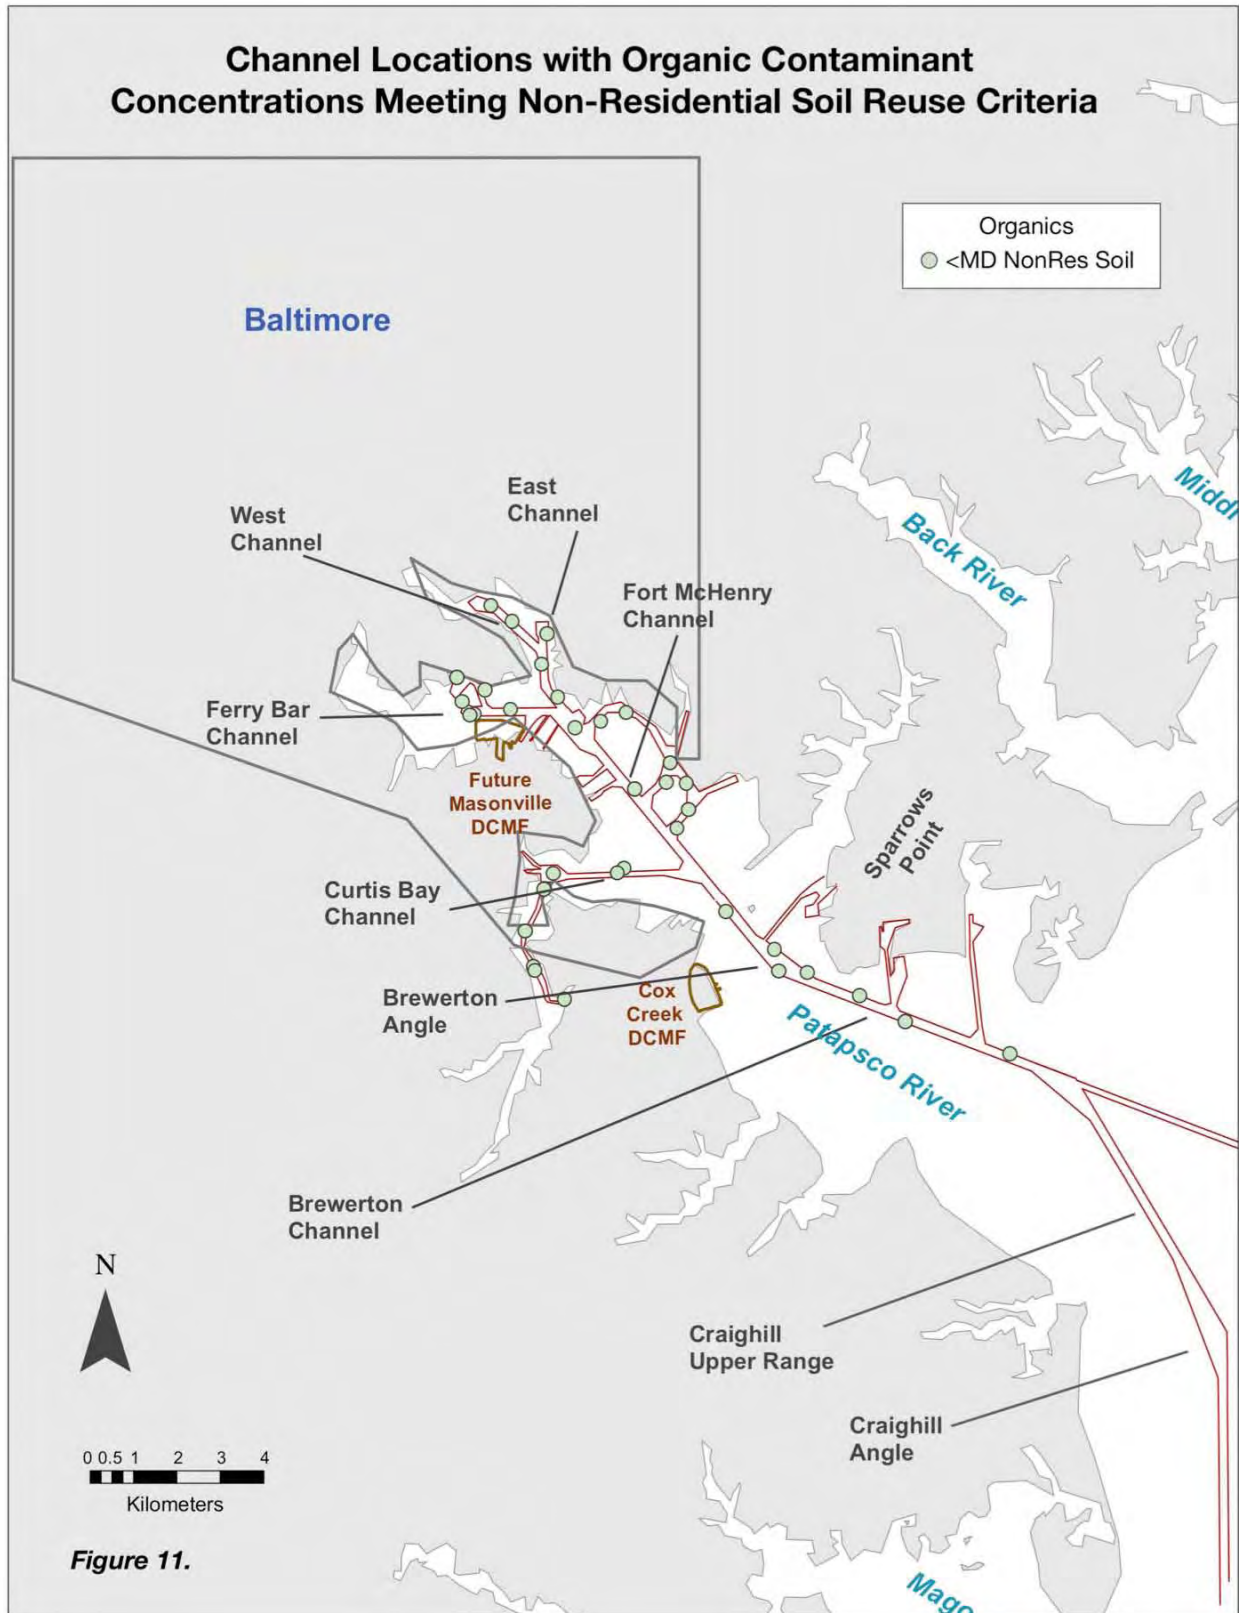 Channel Locations with Organic Contaminant
Concentrations Meeting Non-Residential Soil Reuse Criteria
Organics
<MD NonRes Soil
Baltimore
Middl
East
Channel
West
Channel
Back River
Fort McHenry
Channel
Ferry Bar
Channel
Future
Masonville
DCMF
Sparrows
Point
Curtis Bay
Channel
Brewerton
Angle
Cox
Creek
DCMF
Patapsco River
Brewerton
Channel
N
Craighill
Upper Range
Craighill
Angle
0 0.5 1 2 3 4
Kilometers
Figure 11.
Mago